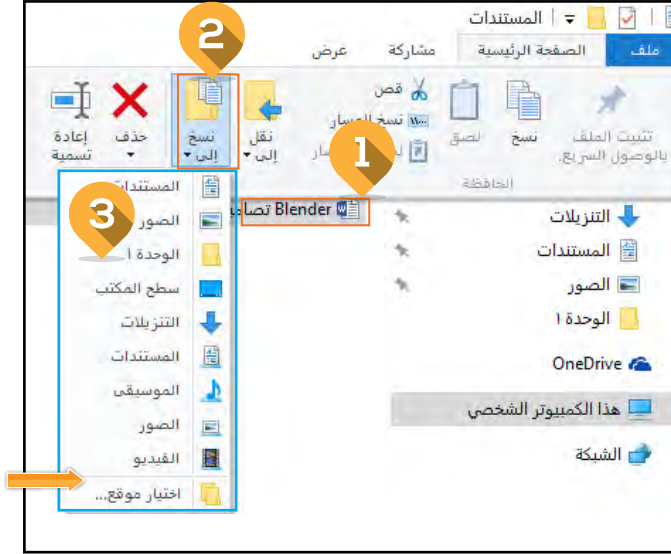 المستندات
ملف
الصفحة الرئيسية
مشاركة
عرض
تثبيت الملف بالوصول السريع.
نسخ
لصق
قص
نسخ المسار
الحافظة
نقل إلى
نسخ إلى
حذف
إعادة تسمية
2
1
3
Blender
التنزيلات
المستندات
الصور
الوحدة ١
OneDrive
هذا الكمبيوتر الشخصي
الشبكة
المستندات
الصور
الوحدة ١
سطح المكتب
التنزيلات
المستندات
الموسيقى
الصور
الفيديو
اختيار موقع...